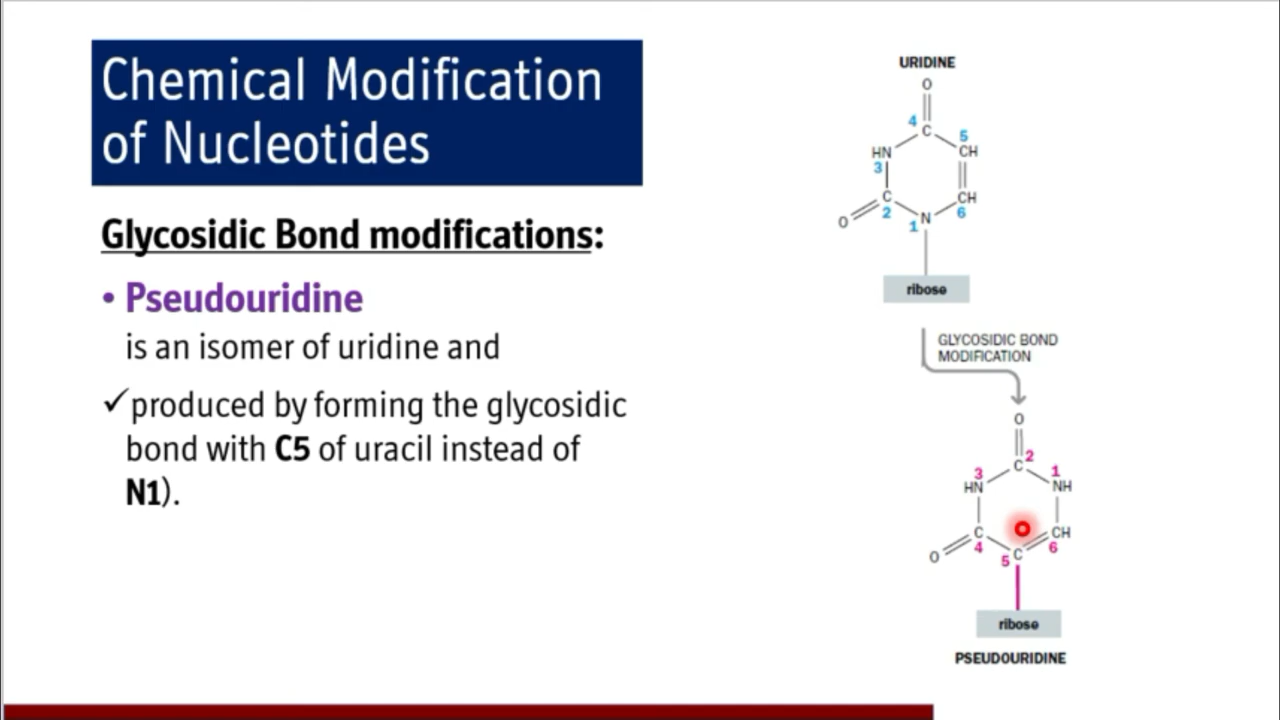 Chemical Modification
of Nucleotides
Glycosidic Bond modifications:
• Pseudouridine
is an isomer of uridine and
✓produced by forming the glycosidic
bond with C5 of uracil instead of
N1).
URIDINE
O
4
C
5
HN
CH
3
C
CH
2
6
O
N
1
ribose
GLYCOSIDIC BOND
MODIFICATION
O
2
C
3
1
HN
NH
C
CH
4
6
O
5
C
ribose
PSEUDOURIDINE